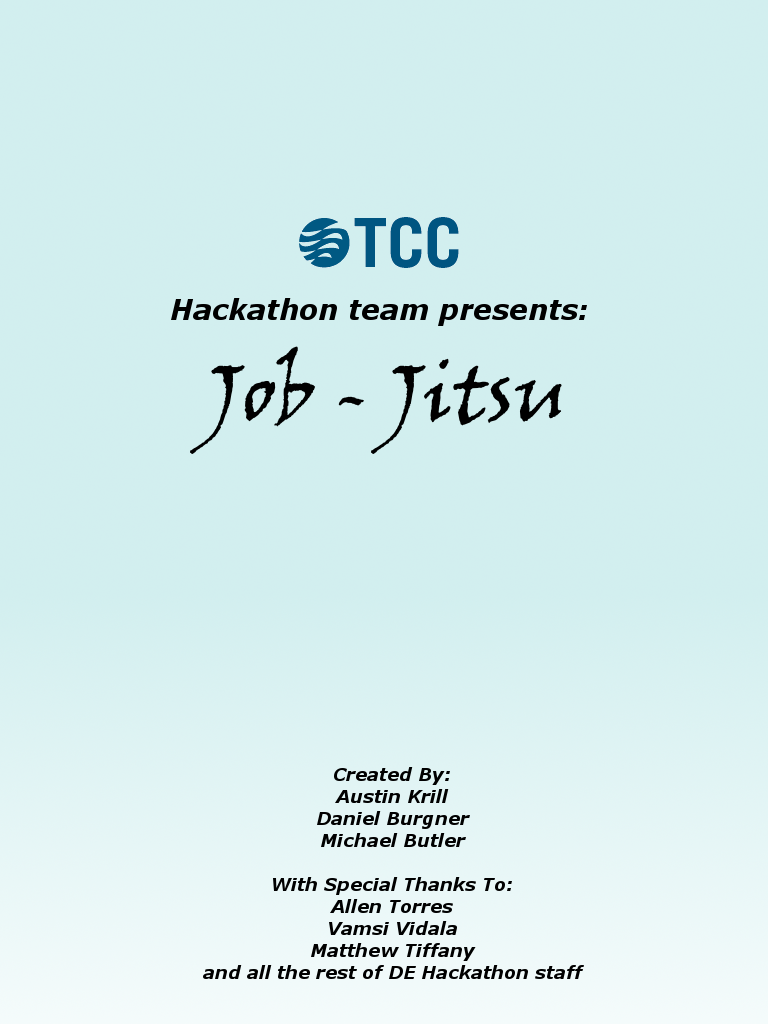 TCC
Hackathon team presents:
Job - Jitsu
Created By:
Austin Krill
Daniel Burgner
Michael Butler
With Special Thanks To:
Allen Torres
Vamsi Vidala
Matthew Tiffany
and all the rest of DE Hackathon staff